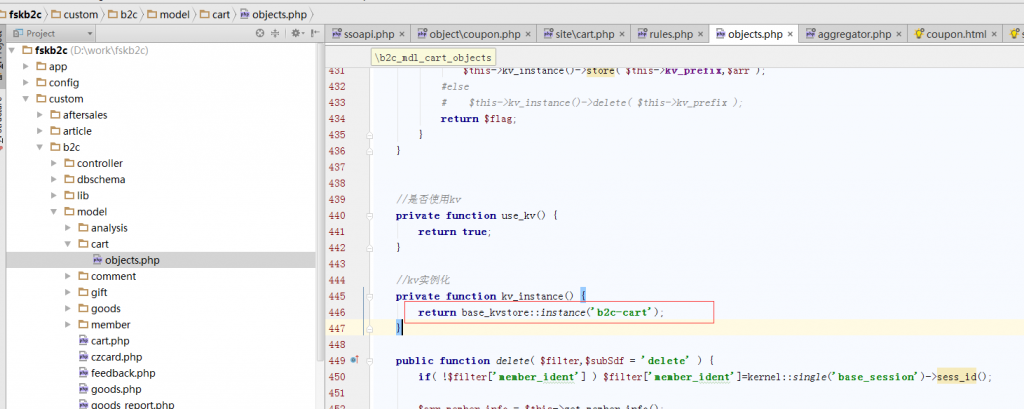 fskb2c custom b2c model cart objects.php
Project
ssoapi.php object\coupon.php site\cart.php rules.php objects.php aggregator.php coupon.html
\b2c_mdl_cart_objects
fskb2c (D:\work\fskb2c)
app
config
custom
aftersales
article
b2c
controller
dbschema
lib
model
analysis
cart
objects.php
comment
gift
goods
member
cart.php
czcard.php
feedback.php
goods.php
goods_report.php
431 $this->kv_instance()->store( $this->kv_prefix,$arr );
432 #else
433 # $this->kv_instance()->delete( $this->kv_prefix );
434 return $flag;
435 }
436 }
437
438
439 //是否使用kv
440 private function use_kv() {
441 return true;
442 }
443
444 //kv实例化
445 private function kv_instance() {
446 return base_kvstore::instance('b2c-cart');
447 }
448
449 public function delete( $filter,$subSdf = 'delete' ) {
450 if( !$filter['member_ident'] ) $filter['member_ident']=kernel::single('base_session')->sess_id();
451
452 $arr_member_info = $this->get_member_info();